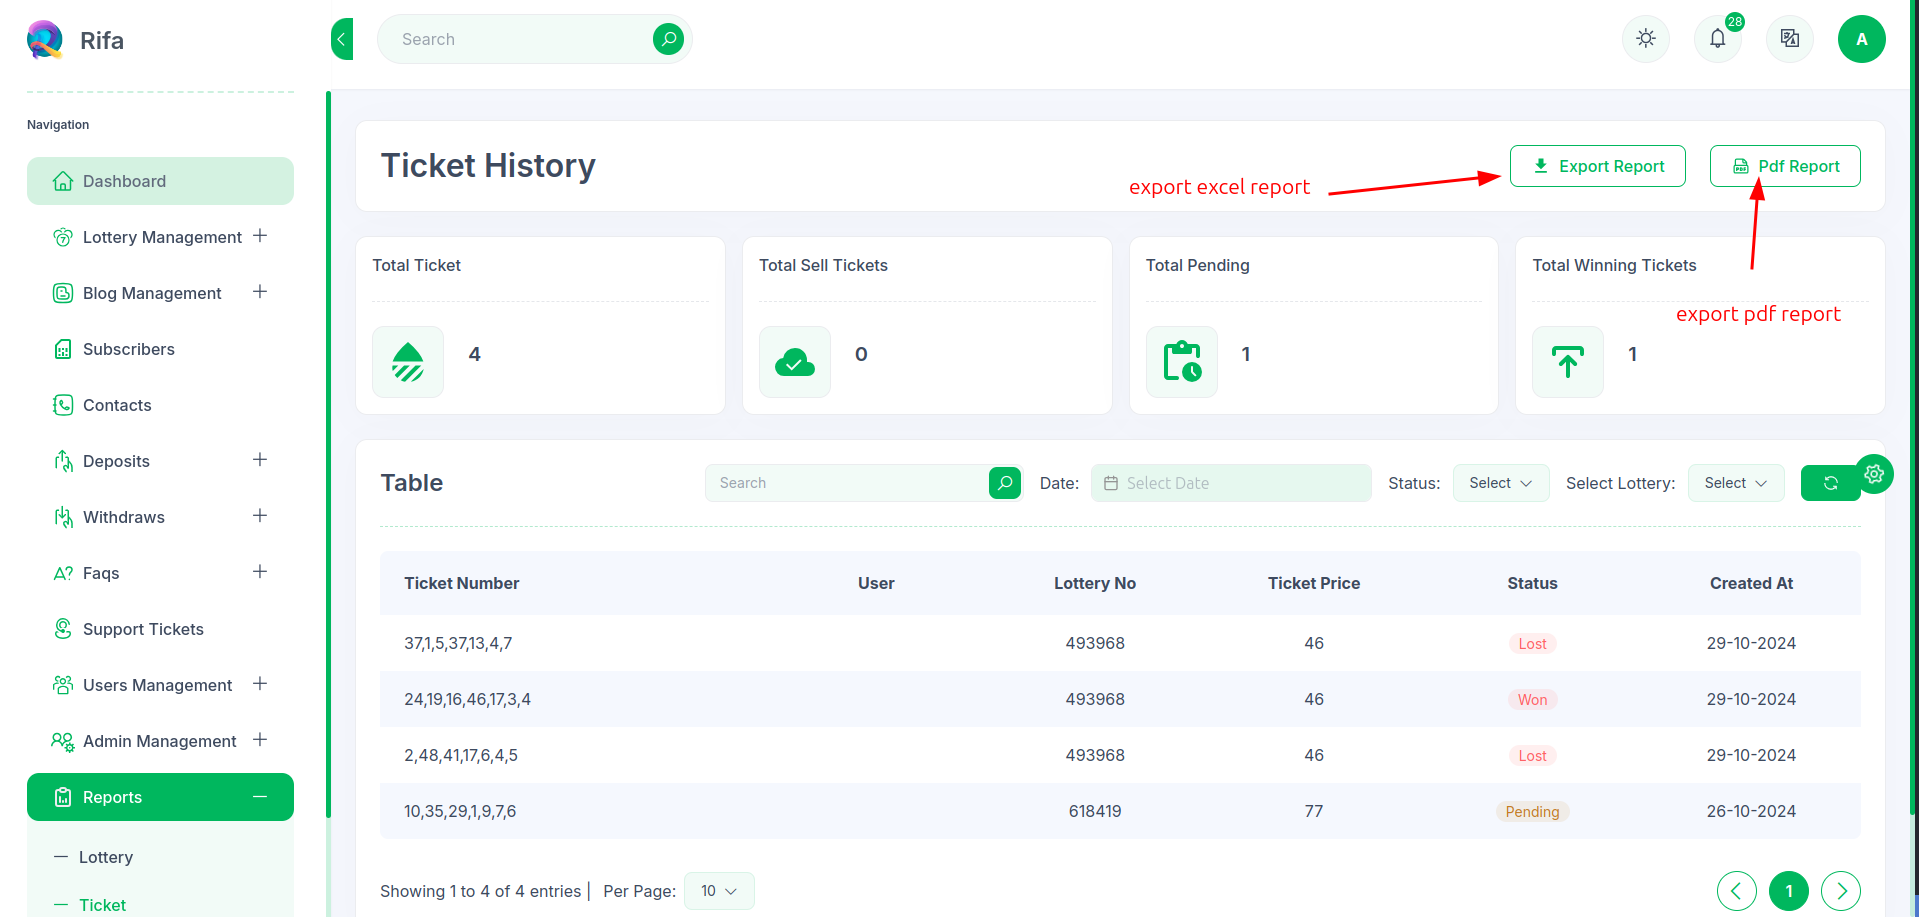 Rifa
Search
28
A
Navigation
Dashboard
Lottery Management
Blog Management
Subscribers
Contacts
Deposits
Withdraws
Faqs
Support Tickets
Users Management
Admin Management
Reports
Lottery
Ticket
Ticket History
export excel report
Export Report
Pdf Report
export pdf report
Total Ticket
4
Total Sell Tickets
0
Total Pending
1
Total Winning Tickets
1
Table
Search
Date: Select Date
Status: Select
Select Lottery: Select
Ticket Number User Lottery No Ticket Price Status Created At
37,1,5,37,13,4,7 493968 46 Lost 29-10-2024
24,19,16,46,17,3,4 493968 46 Won 29-10-2024
2,48,41,17,6,4,5 493968 46 Lost 29-10-2024
10,35,29,1,9,7,6 618419 77 Pending 26-10-2024
Showing 1 to 4 of 4 entries | Per Page: 10
1